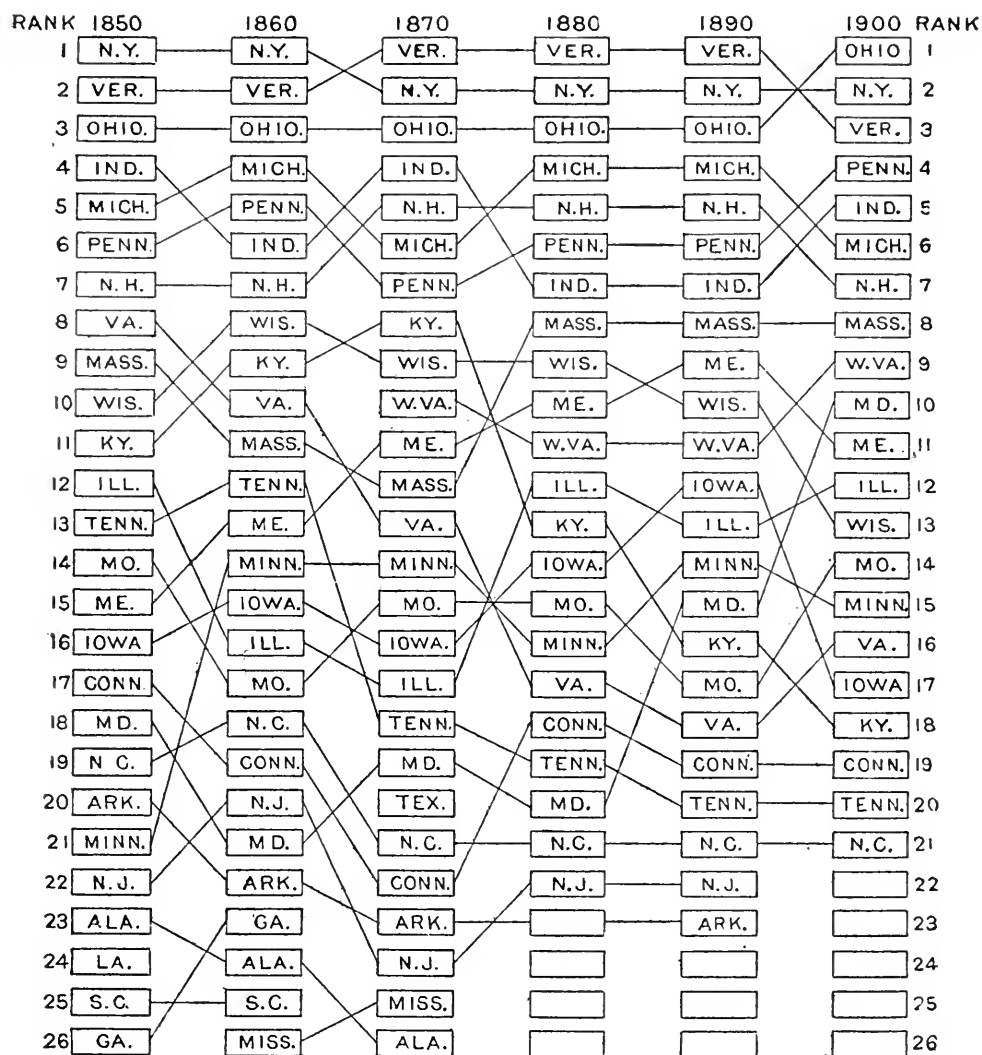 RANK 1850 1860 1870 1880 1890 1900 RANK
1 N.Y. N.Y. VER. VER. VER. OHIO 1
2 VER. VER. N.Y. N.Y. N.Y. N.Y. 2
3 OHIO. OHIO. OHIO. OHIO. OHIO. VER. 3
4 IND. MICH. IND. MICH. MICH. PENN. 4
5 MICH. PENN. N.H. N.H. N.H. IND. 5
6 PENN. IND. MICH. PENN. PENN. MICH. 6
7 N.H. N.H. PENN. IND. IND. N.H. 7
8 VA. WIS. KY. MASS. MASS. MASS. 8
9 MASS. KY. WIS. WIS. ME. W.VA. 9
10 WIS. VA. W.VA. ME. WIS. MD. 10
11 KY. MASS. ME. W.VA. W.VA. ME. 11
12 ILL. TENN. MASS. ILL. IOWA. ILL. 12
13 TENN. ME. VA. KY. ILL. WIS. 13
14 MO. MINN. MINN. IOWA. MINN. MO. 14
15 ME. IOWA. MO. MO. MD. MINN. 15
16 IOWA ILL. IOWA. MINN. KY. VA. 16
17 CONN. MO. ILL. VA. MO. IOWA 17
18 MD. N.C. TENN. CONN. VA. KY. 18
19 N C. CONN. MD. TENN. CONN. CONN. 19
20 ARK. N.J. TEX. MD. TENN. TENN. 20
21 MINN. MD. N.C. N.C. N.C. N.C. 21
22 N.J. ARK. CONN. N.J. N.J. 22
23 ALA. GA. ARK. ARK. 23
24 LA. ALA. N.J. 24
25 S.C. S.C. MISS. 25
26 GA. MISS. ALA. 26